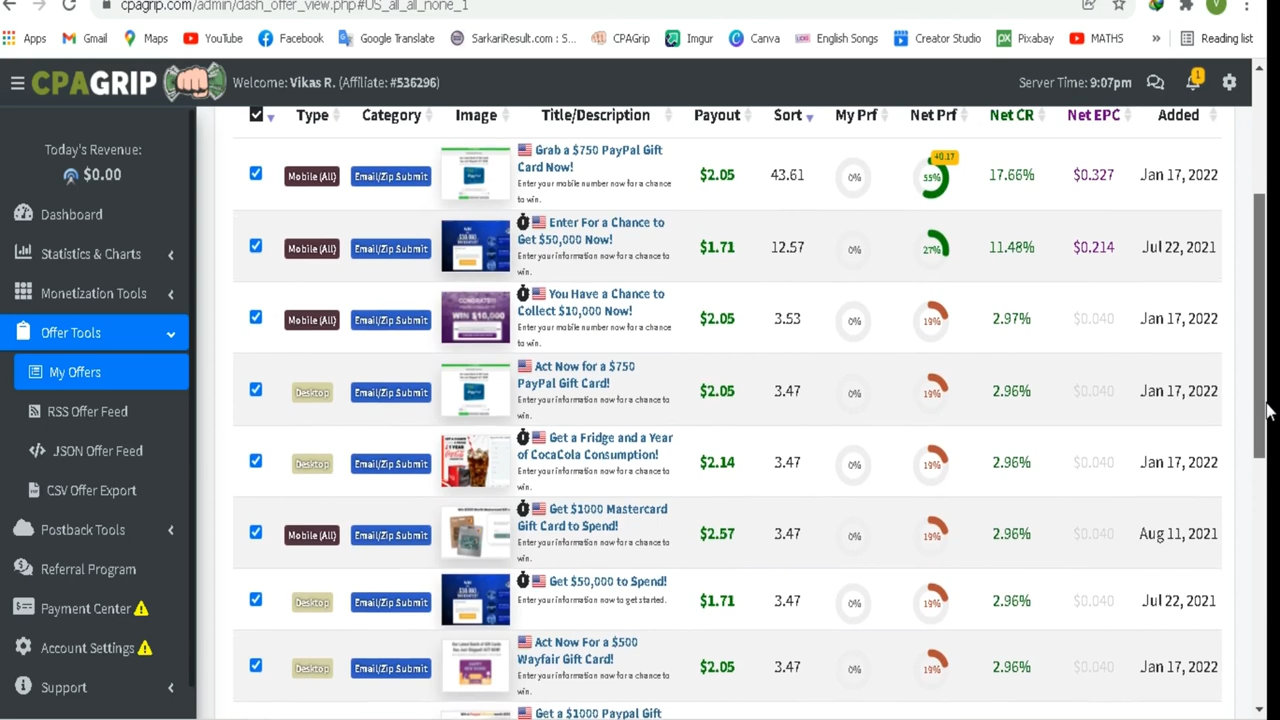 cpagrip.com/admin/dash_offer_view.php#US_all_all_none_1
V
Apps Gmail Maps YouTube Facebook Google Translate SarkariResult.com : S... CPAGrip Imgur Canva English Songs Creator Studio Pixabay MATHS » Reading list
CPAGRIP Welcome: Vikas R. (Affiliate: #536296) Server Time: 9:07pm 1
Type Category Image Title/Description Payout Sort My Prf Net Prf Net CR Net EPC Added
Today's Revenue:
$0.00
Dashboard
Statistics & Charts
Monetization Tools
Offer Tools
My Offers
RSS Offer Feed
JSON Offer Feed
CSV Offer Export
Postback Tools
Referral Program
Payment Center
Account Settings
Support
Mobile (All) Email/Zip Submit
Grab a $750 PayPal Gift
Card Now!
Enter your mobile number now for a chance
to win.
$2.05 43.61 0% 55% +0.17 17.66% $0.327 Jan 17, 2022
Mobile (All) Email/Zip Submit
Enter For a Chance to
Get $50,000 Now!
Enter your information now for a chance to
win.
$1.71 12.57 0% 27% 11.48% $0.214 Jul 22, 2021
Mobile (All) Email/Zip Submit
CONGRATS!!!
WIN $10,000
You Have a Chance to
Collect $10,000 Now!
Enter your mobile number now for a chance
to win.
$2.05 3.53 0% 19% 2.97% $0.040 Jan 17, 2022
Desktop Email/Zip Submit
Act Now for a $750
PayPal Gift Card!
Enter your information now for a chance to
win.
$2.05 3.47 0% 19% 2.96% $0.040 Jan 17, 2022
Desktop Email/Zip Submit
Get a Fridge and a Year
of CocaCola Consumption!
Enter your information now for a chance to
win.
$2.14 3.47 0% 19% 2.96% $0.040 Jan 17, 2022
Mobile (All) Email/Zip Submit
Get $1000 Mastercard
Gift Card to Spend!
Enter your information now for a chance to
win.
$2.57 3.47 0% 19% 2.96% $0.040 Aug 11, 2021
Desktop Email/Zip Submit
Get $50,000 to Spend!
Enter your information now to get started.
$1.71 3.47 0% 19% 2.96% $0.040 Jul 22, 2021
Desktop Email/Zip Submit
Act Now For a $500
Wayfair Gift Card!
Enter your information now for a chance to
win.
$2.05 3.47 0% 19% 2.96% $0.040 Jan 17, 2022
Get a $1000 Paypal Gift